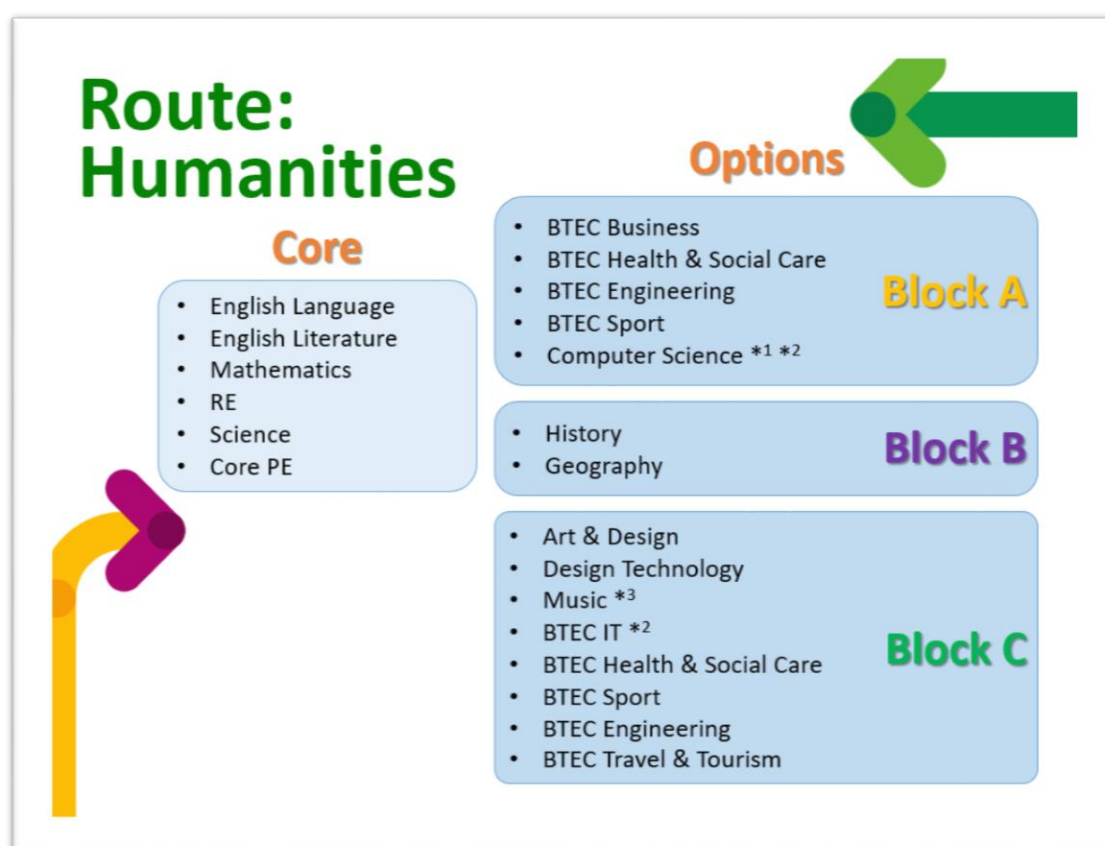 Route:
Humanities
Core
• English Language
• English Literature
• Mathematics
• RE
• Science
• Core PE
Options
• BTEC Business
• BTEC Health & Social Care
• BTEC Engineering
• BTEC Sport
• Computer Science *1 *2
Block A
• History
• Geography
Block B
• Art & Design
• Design Technology
• Music *3
• BTEC IT *2
• BTEC Health & Social Care
• BTEC Sport
• BTEC Engineering
• BTEC Travel & Tourism
Block C